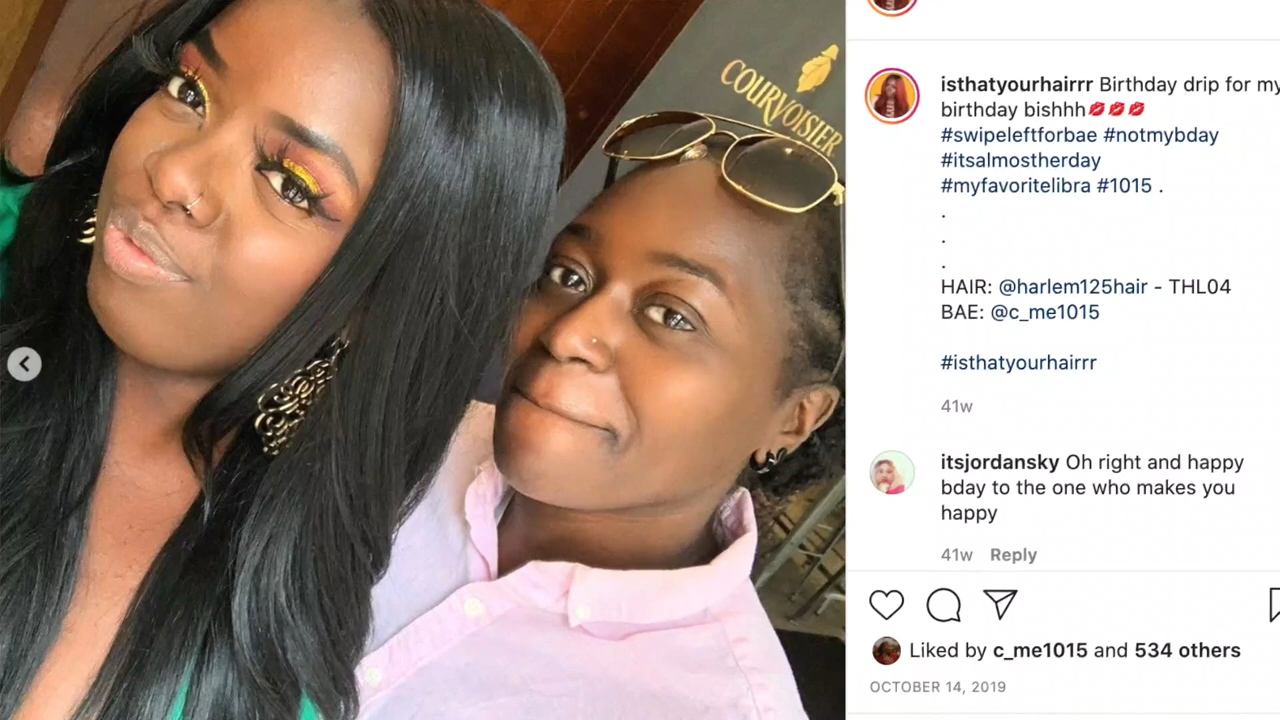 COURVOISIER
isthatyourhairrr Birthday drip for my
birthday bishhh💋💋💋
#swipeleftforbae #notmybday
#itsalmostherday
#myfavoritelibra #1015 .
.
.
.
HAIR: @harlem125hair - THL04
BAE: @c_me1015
#isthatyourhairrr
41w
itsjordansky Oh right and happy
bday to the one who makes you
happy
41w Reply
Liked by c_me1015 and 534 others
OCTOBER 14, 2019